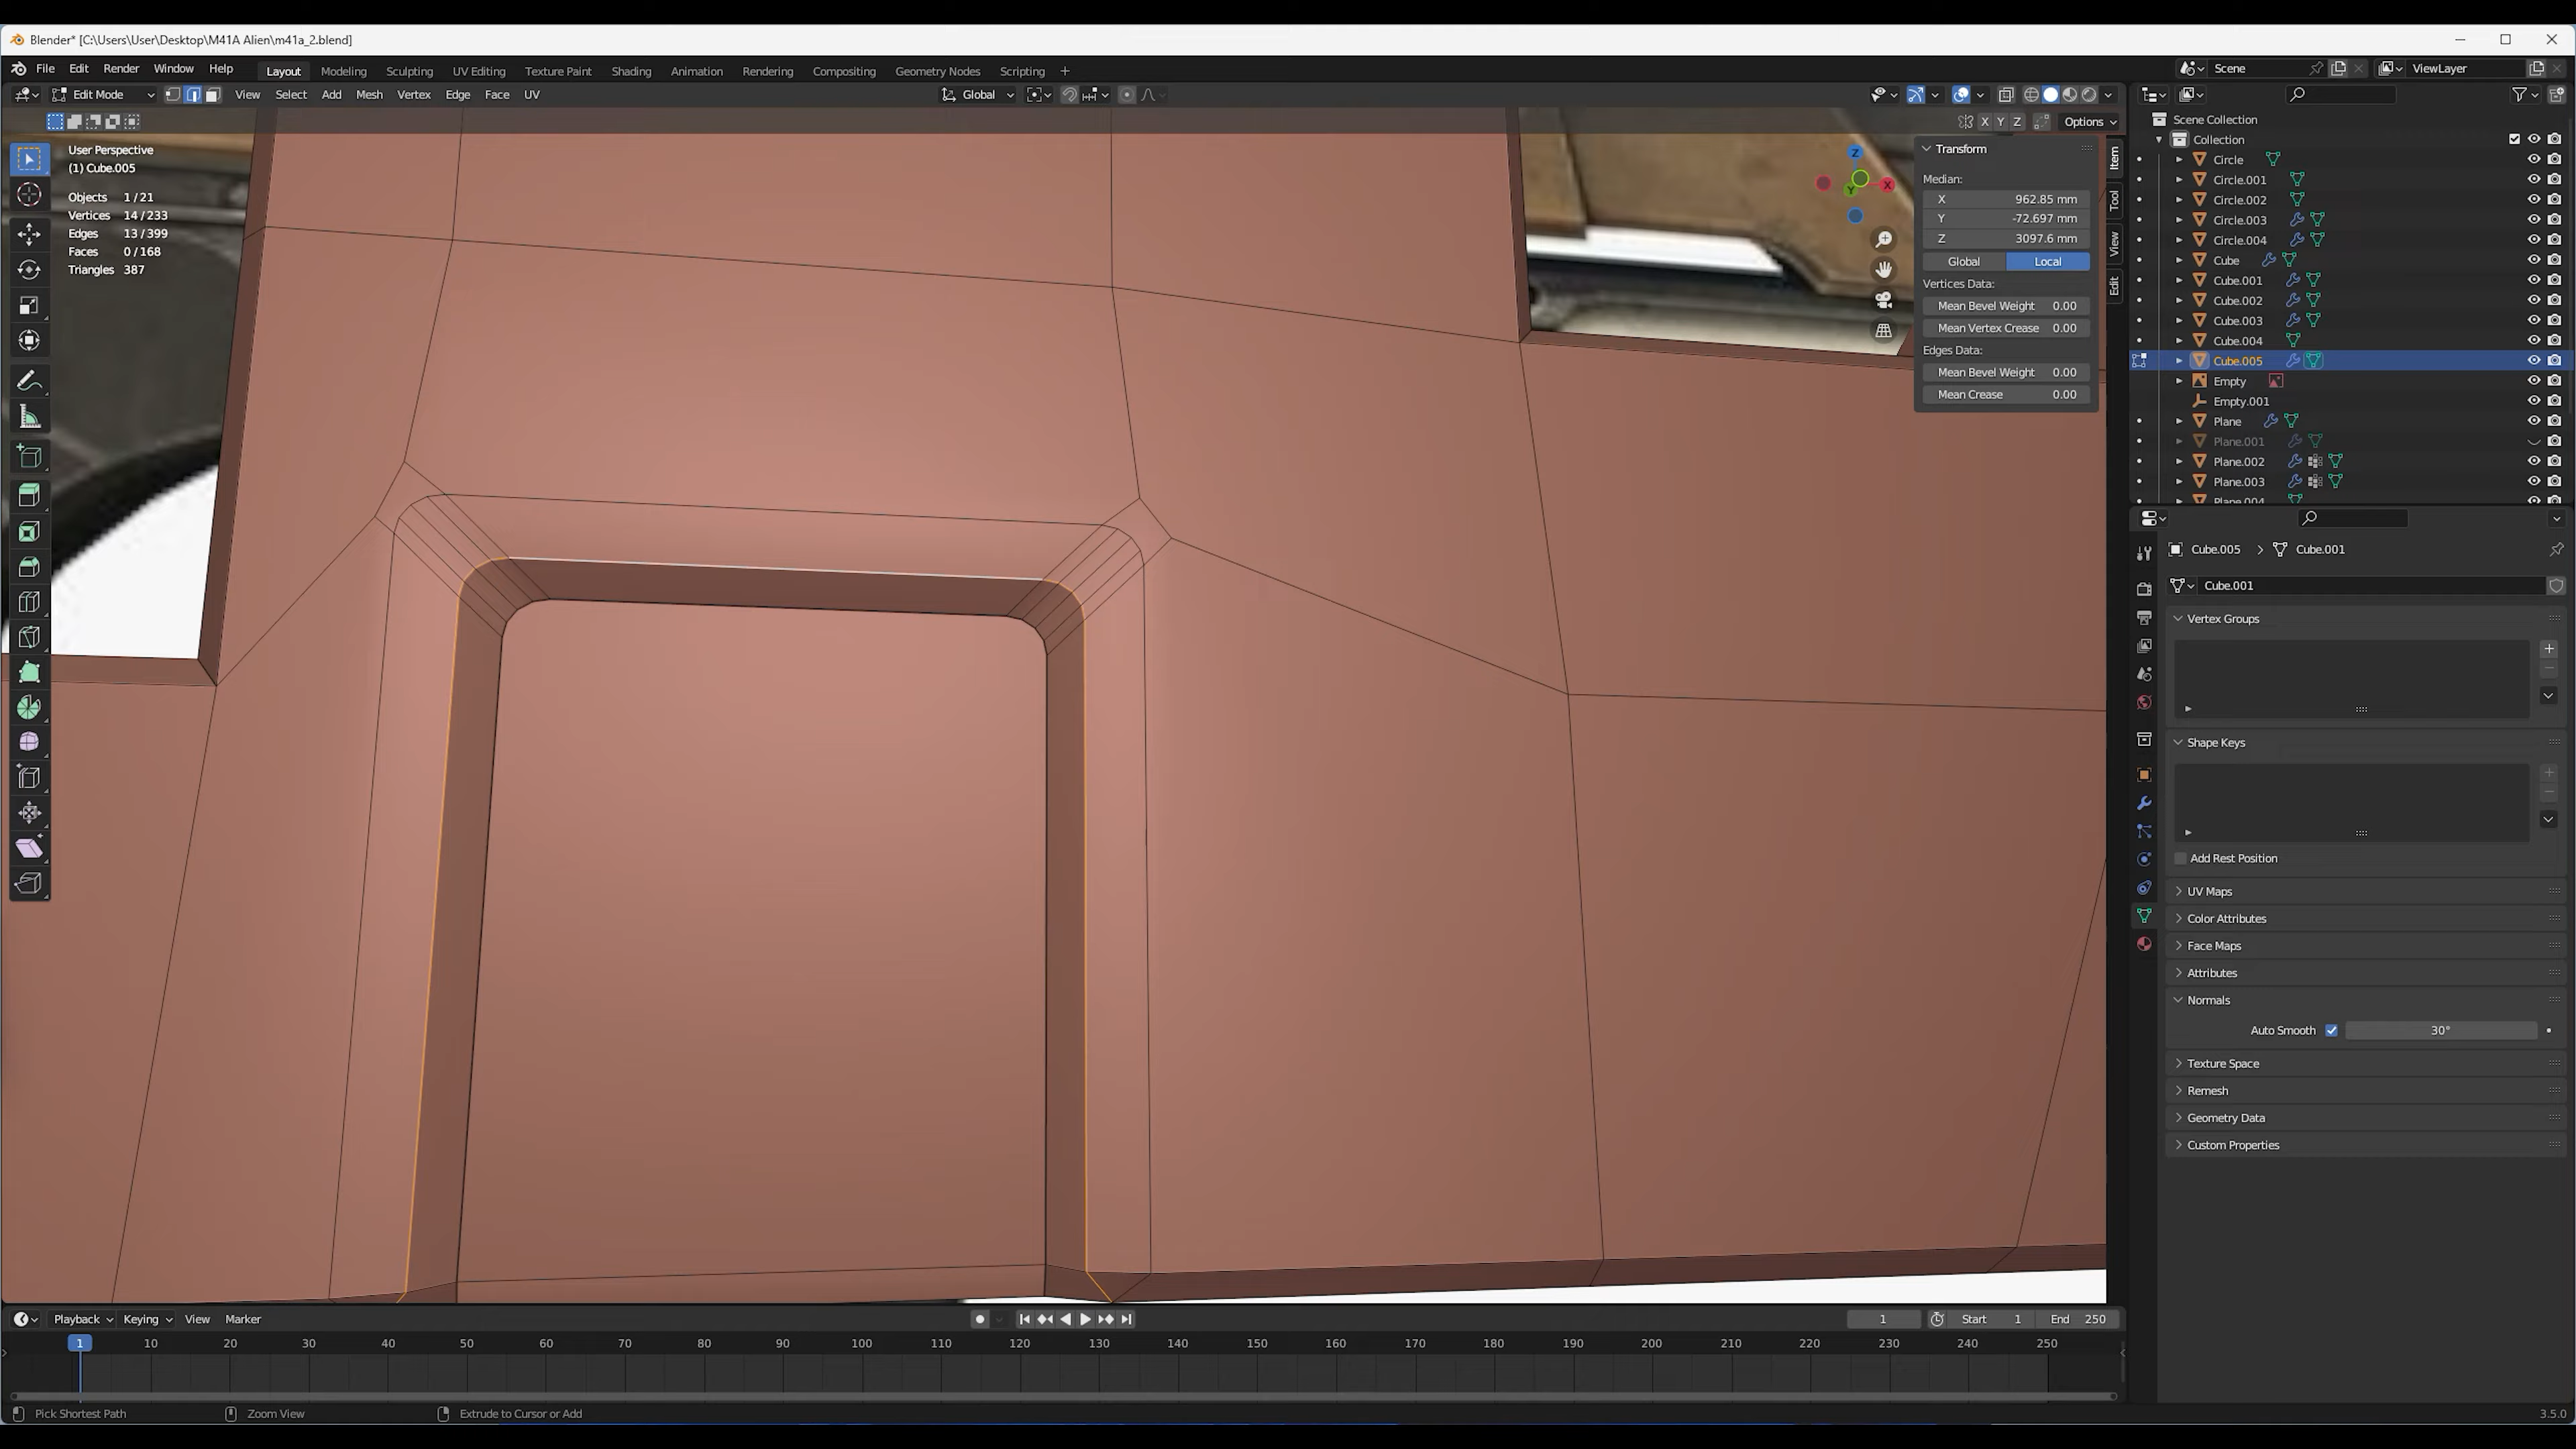 Blender* [C:\Users\User\Desktop\M41A Alien\m41a_2.blend]
File Edit Render Window Help Layout Modeling Sculpting UV Editing Texture Paint Shading Animation Rendering Compositing Geometry Nodes Scripting + Scene ViewLayer
Edit Mode View Select Add Mesh Vertex Edge Face UV Global
X Y Z Options
User Perspective
(1) Cube.005
Objects 1/21
Vertices 14/233
Edges 13/399
Faces 0/168
Triangles 387
Z
X
Y
Transform
Median:
X 962.85 mm
Y -72.697 mm
Z 3097.6 mm
Global Local
Vertices Data:
Mean Bevel Weight 0.00
Mean Vertex Crease 0.00
Edges Data:
Mean Bevel Weight 0.00
Mean Crease 0.00
Item
Tool
View
Edit
Scene Collection
Collection
Circle
Circle.001
Circle.002
Circle.003
Circle.004
Cube
Cube.001
Cube.002
Cube.003
Cube.004
Cube.005
Empty
Empty.001
Plane
Plane.001
Plane.002
Plane.003
Plane.004
Cube.005 > Cube.001
Cube.001
Vertex Groups
Shape Keys
Add Rest Position
UV Maps
Color Attributes
Face Maps
Attributes
Normals
Auto Smooth 30°
Texture Space
Remesh
Geometry Data
Custom Properties
Playback Keying View Marker 1 Start 1 End 250
1 10 20 30 40 50 60 70 80 90 100 110 120 130 140 150 160 170 180 190 200 210 220 230 240 250
Pick Shortest Path Zoom View Extrude to Cursor or Add 3.5.0